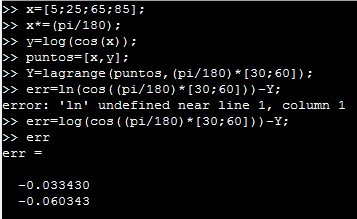 >> x=[5;25;65;85];
>> x*=(pi/180);
>> y=log(cos(x));
>> puntos=[x,y];
>> Y=lagrange(puntos,(pi/180)*[30;60]);
>> err=ln(cos((pi/180)*[30;60]))-Y;
error: 'ln' undefined near line 1, column 1
>> err=log(cos((pi/180)*[30;60]))-Y;
>> err
err =
-0.033430
-0.060343